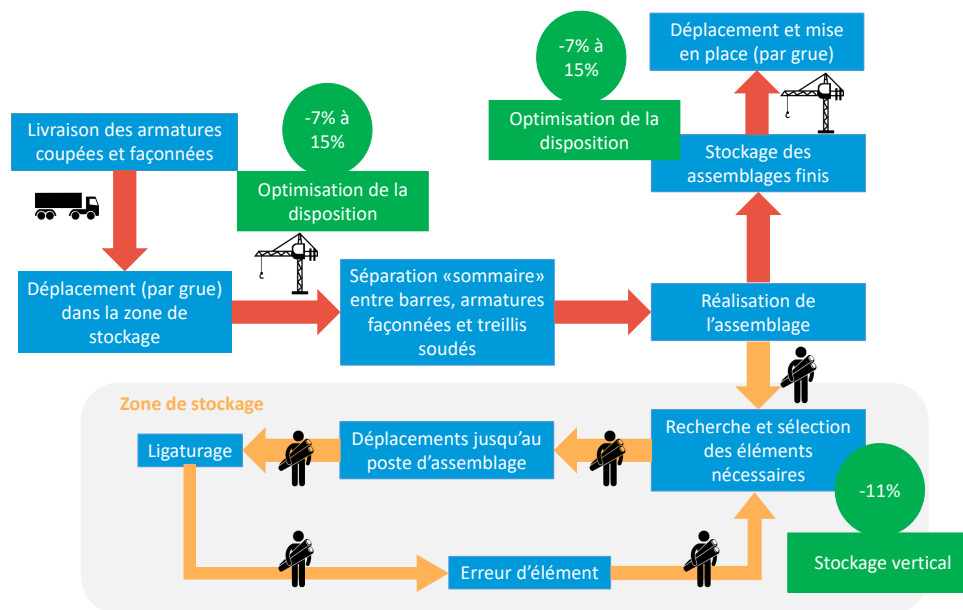 Déplacement et mise
en place (par grue)
-7% à
15%
Optimisation de la
disposition
Livraison des armatures
coupées et façonnées
-7% à
15%
Optimisation de la
disposition
Stockage des
assemblages finis
Déplacement (par grue)
dans la zone de
stockage
Séparation «sommaire»
entre barres, armatures
façonnées et treillis
soudés
Réalisation de
l’assemblage
Zone de stockage
Ligaturage
Déplacements jusqu’au
poste d’assemblage
Recherche et sélection
des éléments
nécessaires
-11%
Stockage vertical
Erreur d’élément